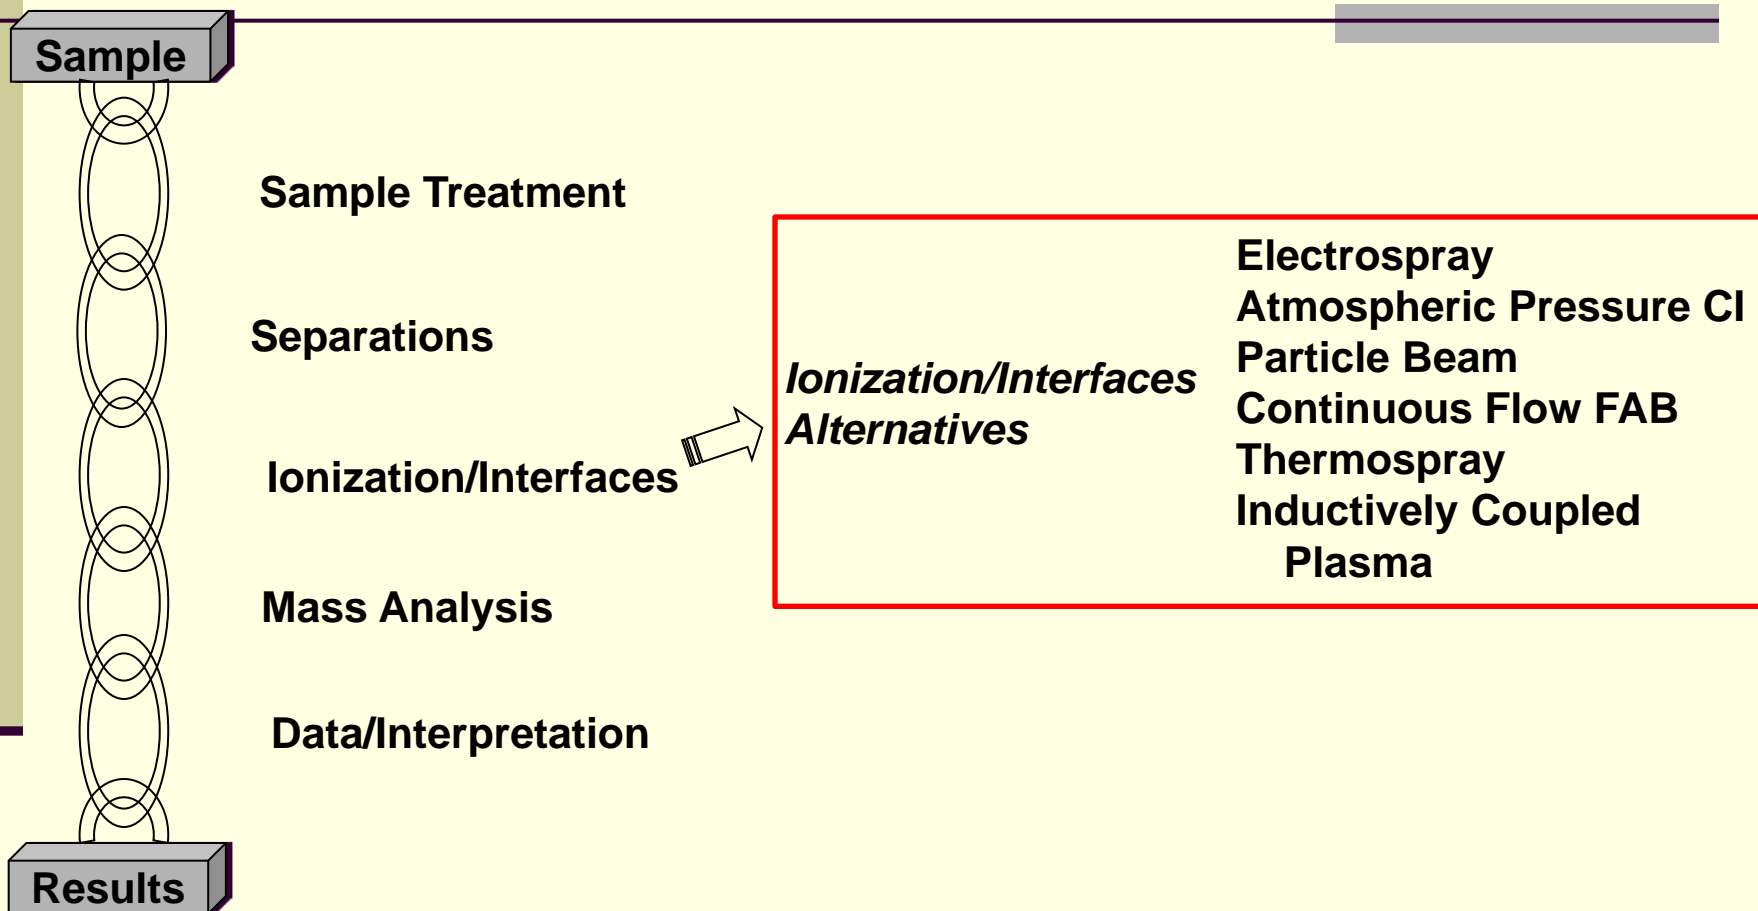 Sample
Sample Treatment
Separations
Ionization/Interfaces
Mass Analysis
Data/Interpretation
Results
Ionization/Interfaces
Alternatives
Electrospray
Atmospheric Pressure CI
Particle Beam
Continuous Flow FAB
Thermospray
Inductively Coupled
Plasma